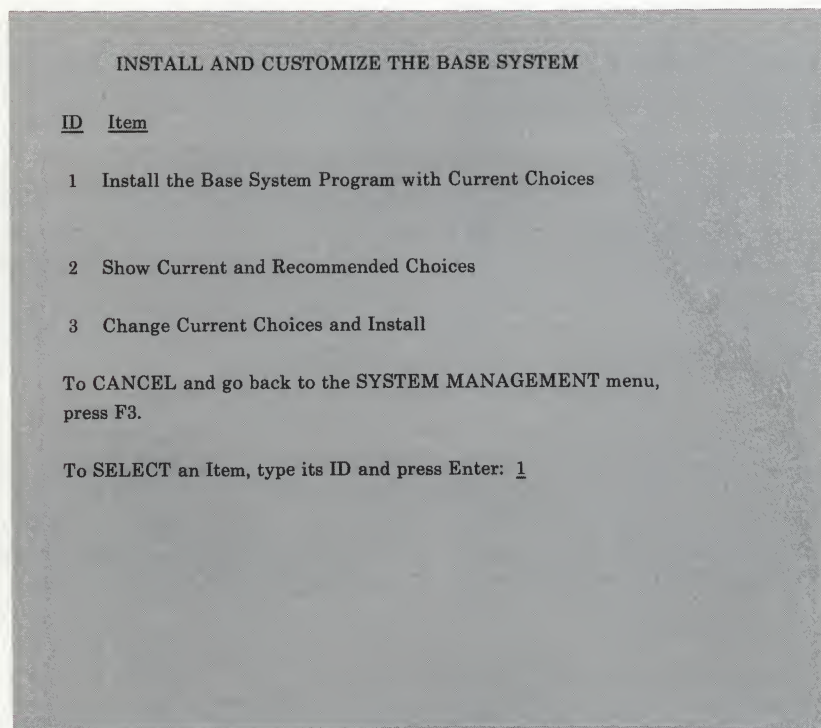 INSTALL AND CUSTOMIZE THE BASE SYSTEM
ID Item
1 Install the Base System Program with Current Choices
2 Show Current and Recommended Choices
3 Change Current Choices and Install
To CANCEL and go back to the SYSTEM MANAGEMENT menu,
press F3.
To SELECT an Item, type its ID and press Enter: 1